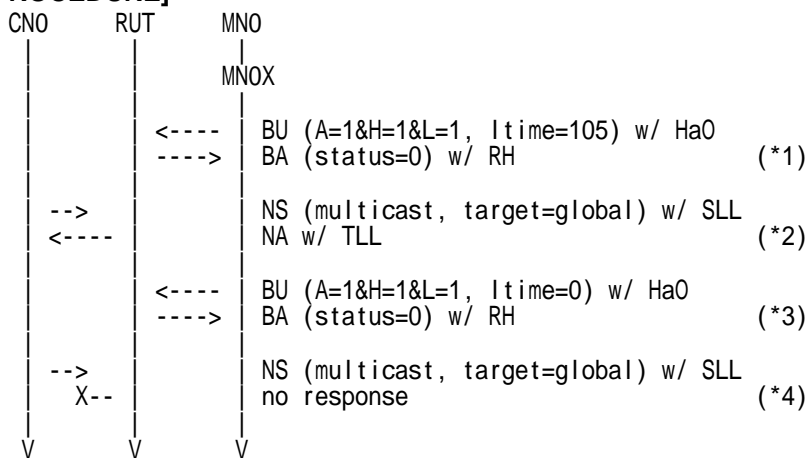 CN0 RUT MN0
MN0X
<---- BU (A=1&H=1&L=1, ltime=105) w/ HaO
----> BA (status=0) w/ RH (*1)
--> NS (multicast, target=global) w/ SLL
<---- NA w/ TLL (*2)
<---- BU (A=1&H=1&L=1, ltime=0) w/ HaO
----> BA (status=0) w/ RH (*3)
--> NS (multicast, target=global) w/ SLL
X-- no response (*4)
V V V